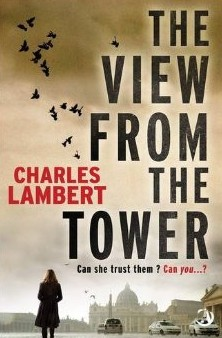 THE
VIEW
FROM
THE
TOWER
CHARLES
LAMBERT
Can she trust them? Can you...?